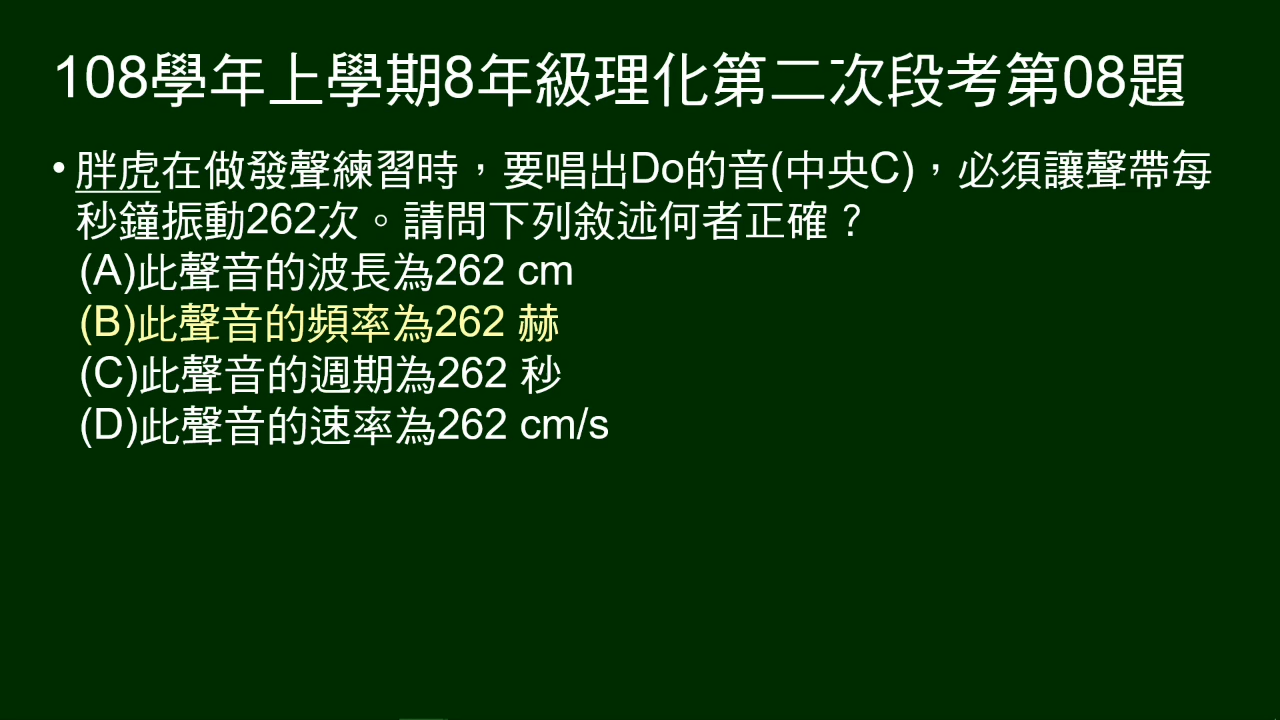 108學年上學期8年級理化第二次段考第08題
•胖虎在做發聲練習時，要唱出Do的音(中央C)，必須讓聲帶每
秒鐘振動262次。請問下列敘述何者正確？
(A)此聲音的波長為262 cm
(B)此聲音的頻率為262 赫
(C)此聲音的週期為262 秒
(D)此聲音的速率為262 cm/s